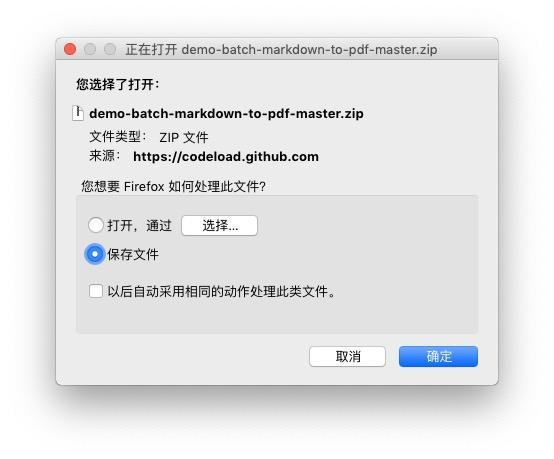 正在打开 demo-batch-markdown-to-pdf-master.zip
您选择了打开：
demo-batch-markdown-to-pdf-master.zip
文件类型： ZIP 文件
来源： https://codeload.github.com
您想要 Firefox 如何处理此文件?
打开，通过 选择...
保存文件
以后自动采用相同的动作处理此类文件。
取消 确定